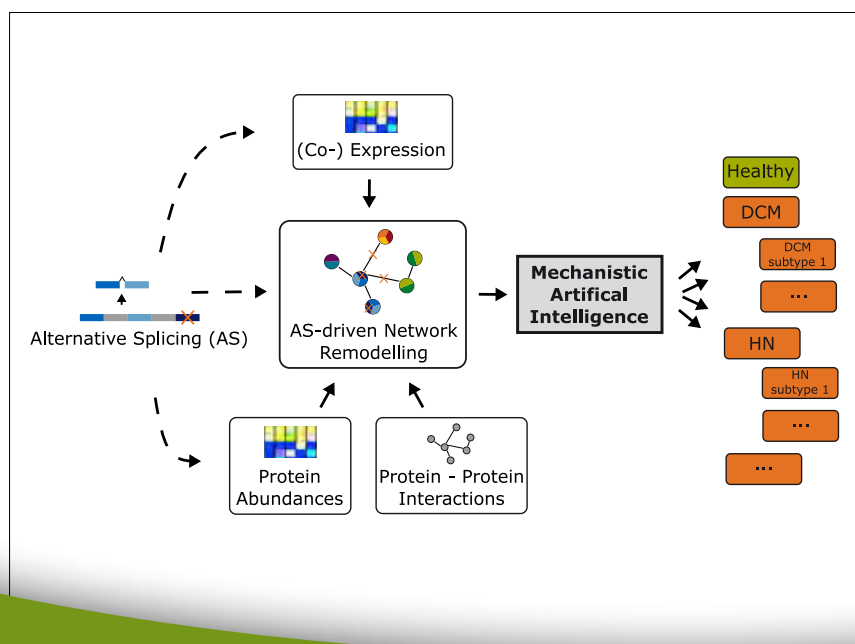 (Co-) Expression
Alternative Splicing (AS)
AS-driven Network
Remodelling
Protein
Abundances
Protein - Protein
Interactions
Mechanistic
Artifical
Intelligence
Healthy
DCM
DCM
subtype 1
...
HN
HN
subtype 1
...
...